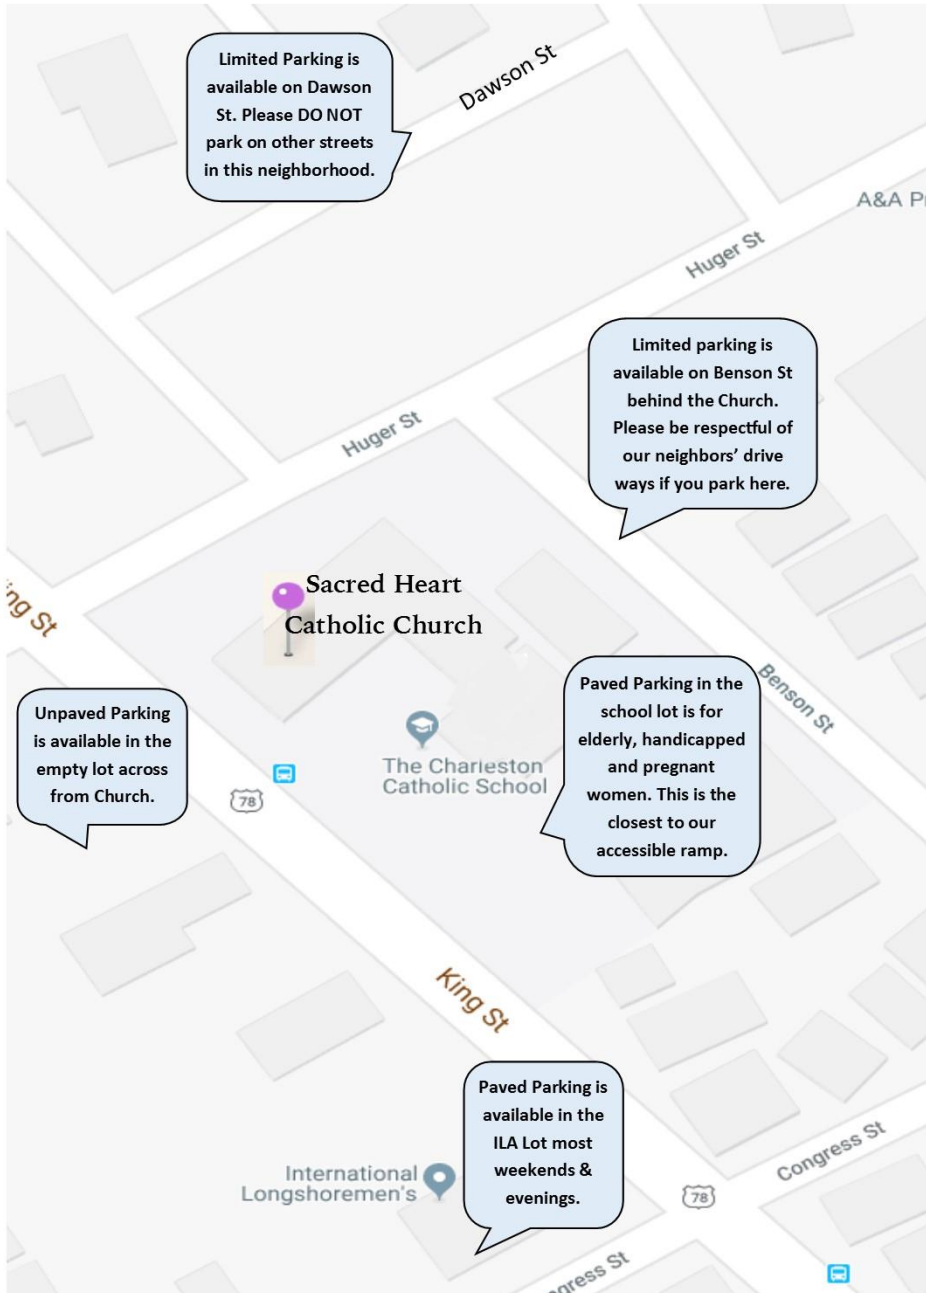 Limited Parking is
available on Dawson
St. Please DO NOT
park on other streets
in this neighborhood.
Dawson St
A&A Pr
Huger St
Limited parking is
available on Benson St
behind the Church.
Please be respectful of
our neighbors' drive
ways if you park here.
Huger St
ing St
Sacred Heart
Catholic Church
Benson St
Unpaved Parking
is available in the
empty lot across
from Church.
78
The Charleston
Catholic School
Paved Parking in the
school lot is for
elderly, handicapped
and pregnant
women. This is the
closest to our
accessible ramp.
King St
Paved Parking is
available in the
ILA Lot most
weekends &
evenings.
International
Longshoremen's
78
Congress St
gress St